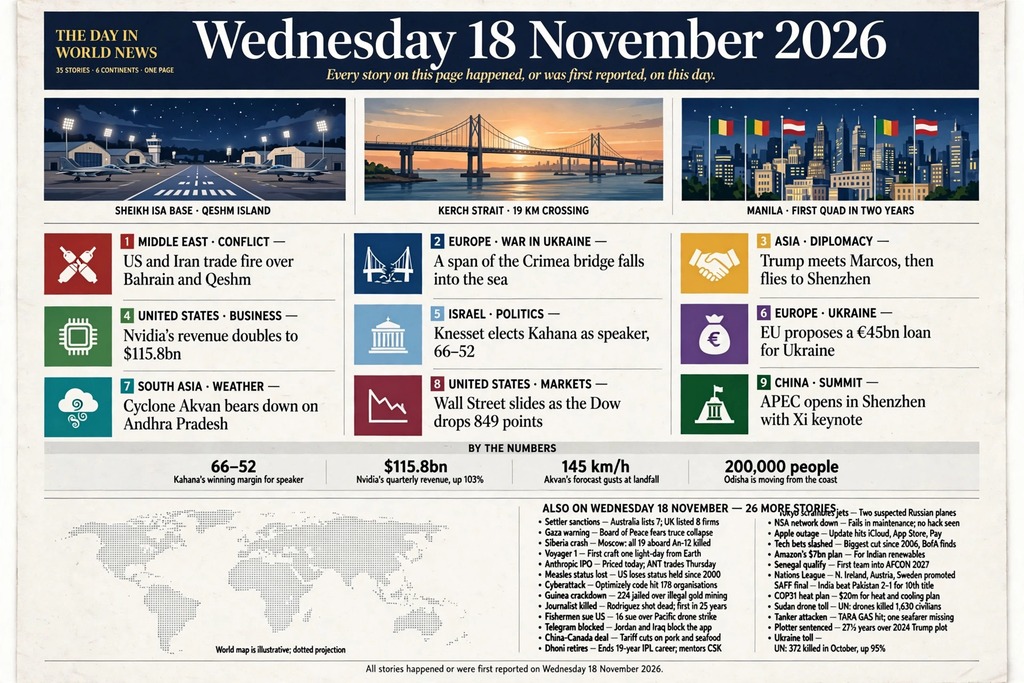 THE DAY IN
WORLD NEWS
35 STORIES · 6 CONTINENTS · ONE PAGE
Wednesday 18 November 2026
Every story on this page happened, or was first reported, on this day.
SHEIKH ISA BASE · QESHM ISLAND
KERCH STRAIT · 19 KM CROSSING
MANILA · FIRST QUAD IN TWO YEARS
1 MIDDLE EAST · CONFLICT —
US and Iran trade fire over
Bahrain and Qeshm
2 EUROPE · WAR IN UKRAINE —
A span of the Crimea bridge falls
into the sea
3 ASIA · DIPLOMACY —
Trump meets Marcos, then
flies to Shenzhen
4 UNITED STATES · BUSINESS —
Nvidia's revenue doubles to
$115.8bn
5 ISRAEL · POLITICS —
Knesset elects Kahana as speaker,
66–52
6 EUROPE · UKRAINE —
EU proposes a €45bn loan
for Ukraine
7 SOUTH ASIA · WEATHER —
Cyclone Akvan bears down on
Andhra Pradesh
8 UNITED STATES · MARKETS —
Wall Street slides as the Dow
drops 849 points
9 CHINA · SUMMIT —
APEC opens in Shenzhen
with Xi keynote
BY THE NUMBERS
66–52
Kahana's winning margin for speaker
$115.8bn
Nvidia's quarterly revenue, up 103%
145 km/h
Akvan's forocast gusts at landfall
200,000 people
Odisha is moving from the coast
World map is illustrative; dotted projection
ALSO ON WEDNESDAY 18 NOVEMBER — 26 MORE STORIES
• Settler sanctions — Australia lists 7; UK listed 8 firms
• Gaza warning — Board of Peace fears truce collapse
• Siberia crash — Moscow: all 19 aboard An-12 killed
• Voyager 1 — First craft one light-day from Earth
• Anthropic IPO — Priced today; ANT trades Thursday
• Measles status lost — US loses status held since 2000
• Cyberattack — Optimizely code hit 178 organisations
• Guinea crackdown — 224 jailed over illegal gold mining
• Journalist killed — Rodriguez shot dead; first in 25 years
• Fishermen sue US — 16 sue over Pacific drone strike
• Telegram blocked — Jordan and Iraq block the app
• China-Canada deal — Tariff cuts on pork and seafood
• Dhoni retires — Ends 19-year IPL career; mentors CSK
Tokyo scrambles jets — Two suspected Russian planes
• NSA network down — Fails in maintenance; no hack seen
• Apple outage — Update hits iCloud, App Store, Pay
• Tech bets slashed — Biggest cut since 2006, BofA finds
• Amazon's $7bn plan — For Indian renewables
• Senegal qualify — First team into AFCON 2027
• Nations League — N. Ireland, Austria, Sweden promoted
SAFF final — India beat Pakistan 2–1 for 10th title
• COP31 heat plan — $20m for heat and cooling plan
• Sudan drone toll — UN: drones killed 1,630 civilians
• Tanker attacken — TARA GAS hit; one seafarer missing
• Plotter sentenced — 27½ years over 2024 Trump plot
• Ukraine toll —
UN: 372 killed in October, up 95%
All stories happened or were first reported on Wednesday 18 November 2026.